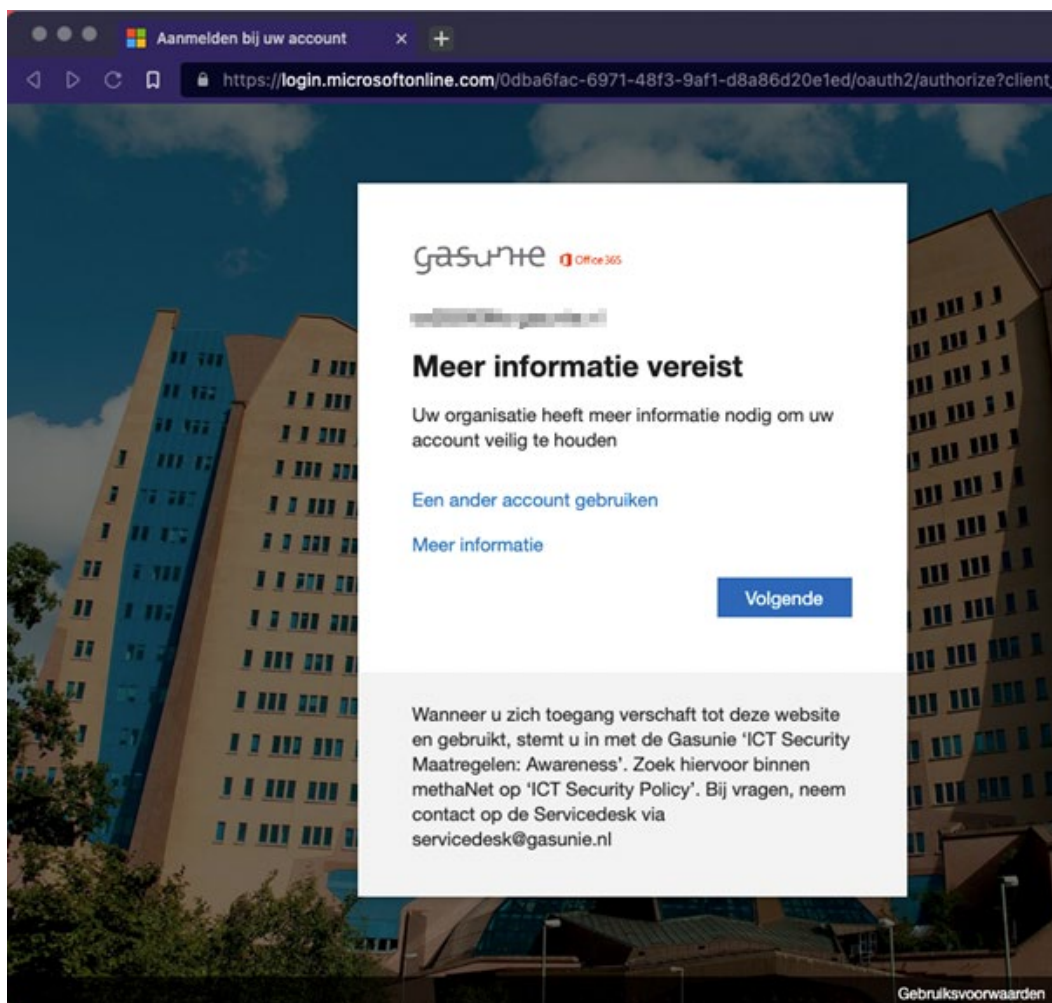 Aanmelden bij uw account
https://login.microsoftonline.com/0dba6fac-6971-48f3-9af1-d8a86d20e1ed/oauth2/authorize?client_
gasunie Office 365
Meer informatie vereist
Uw organisatie heeft meer informatie nodig om uw
account veilig te houden
Een ander account gebruiken
Meer informatie
Volgende
Wanneer u zich toegang verschaft tot deze website
en gebruikt, stemt u in met de Gasunie ‘ICT Security
Maatregelen: Awareness’. Zoek hiervoor binnen
methaNet op ‘ICT Security Policy’. Bij vragen, neem
contact op de Servicedesk via
servicedesk@gasunie.nl
Gebruiksvoorwaarden